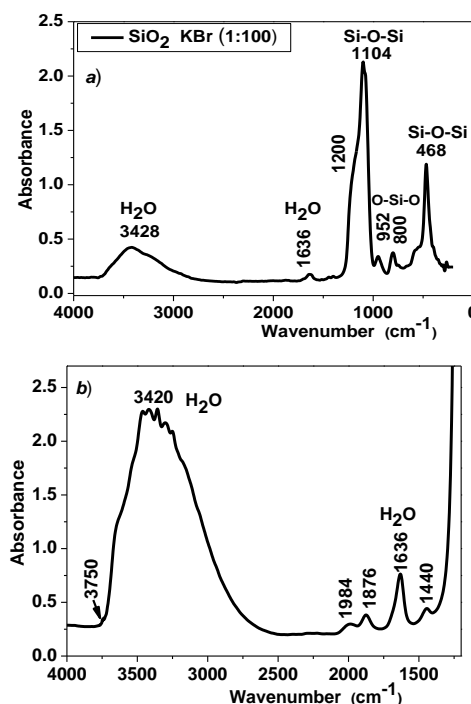 SiO2 KBr (1:100)
a)
Si-O-Si
1104
Si-O-Si
468
1200
O-Si-O
952
800
H2O
3428
H2O
1636
Absorbance
2.5
2.0
1.5
1.0
0.5
0.0
4000 3000 2000 1000 0
Wavenumber (cm-1)
b)
3420 H2O
3750
H2O
1636
1984
1876
1440
Absorbance
2.5
2.0
1.5
1.0
0.5
0.0
4000 3500 3000 2500 2000 1500
Wavenumber (cm-1)